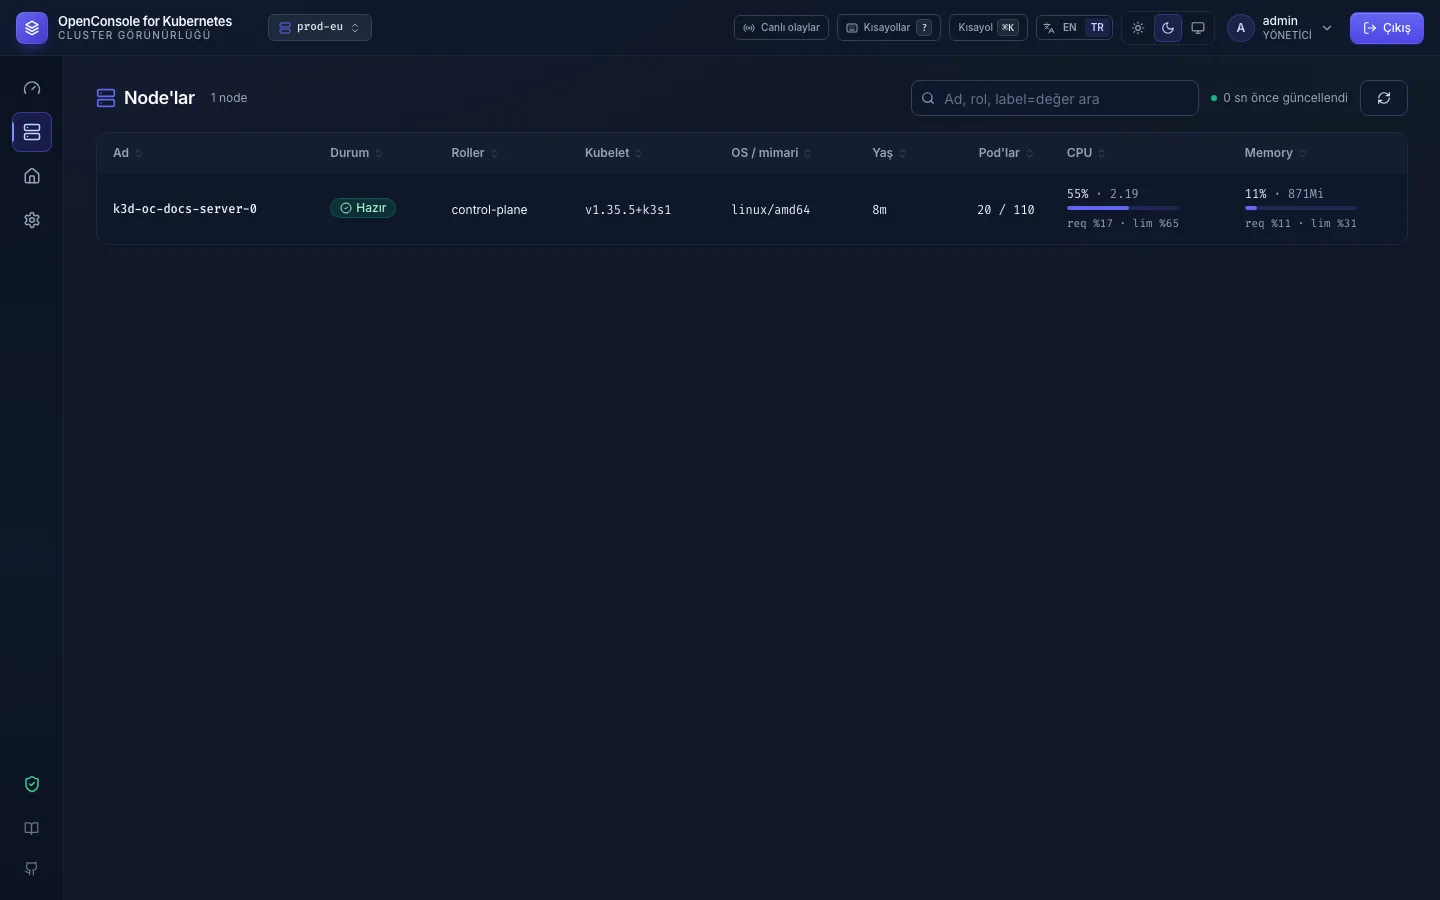 OpenConsole for Kubernetes
CLUSTER GÖRÜNÜRLÜĞÜ
prod-eu
Canlı olaylar
Kısayollar ?
Kısayol ⌘K
EN TR
A
admin
YÖNETİCİ
Çıkış
Node'lar 1 node
Ad, rol, label=değer ara
0 sn önce güncellendi
Ad Durum Roller Kubelet OS / mimari Yaş Pod'lar CPU Memory
k3d-oc-docs-server-0 Hazır control-plane v1.35.5+k3s1 linux/amd64 8m 20 / 110
55% · 2.19
req %17 · lim %65
11% · 871Mi
req %11 · lim %31